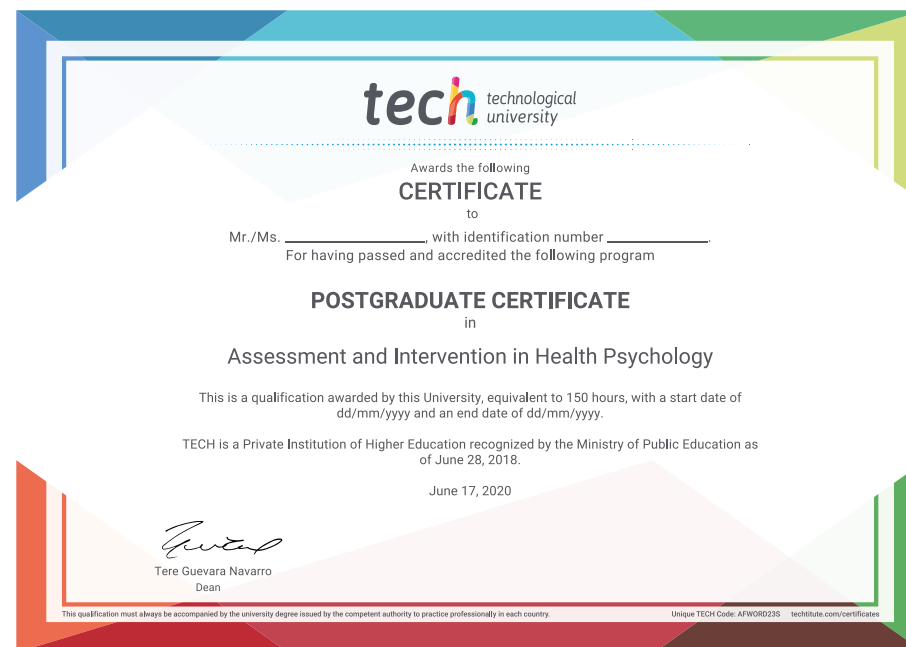 tech technological
university
Awards the following
CERTIFICATE
to
Mr./Ms. ____________________, with identification number ______________.
For having passed and accredited the following program
POSTGRADUATE CERTIFICATE
in
Assessment and Intervention in Health Psychology
This is a qualification awarded by this University, equivalent to 150 hours, with a start date of
dd/mm/yyyy and an end date of dd/mm/yyyy.
TECH is a Private Institution of Higher Education recognized by the Ministry of Public Education as
of June 28, 2018.
June 17, 2020
Tere Guevara Navarro
Dean
This qualification must always be accompanied by the university degree issued by the competent authority to practice professionally in each country. Unique TECH Code: AFWORD23S techtitute.com/certificates